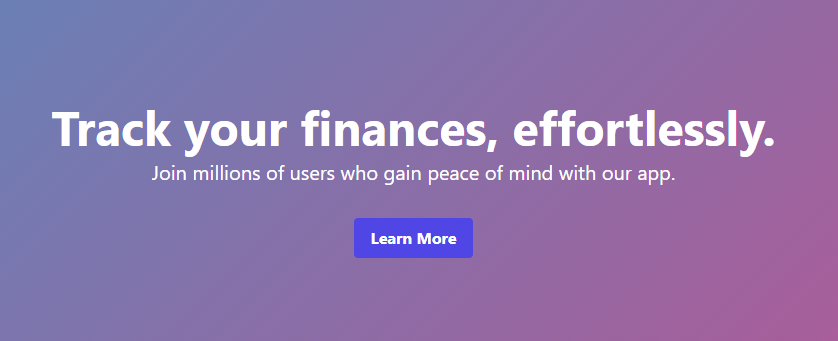 Track your finances, effortlessly.
Join millions of users who gain peace of mind with our app.
Learn More